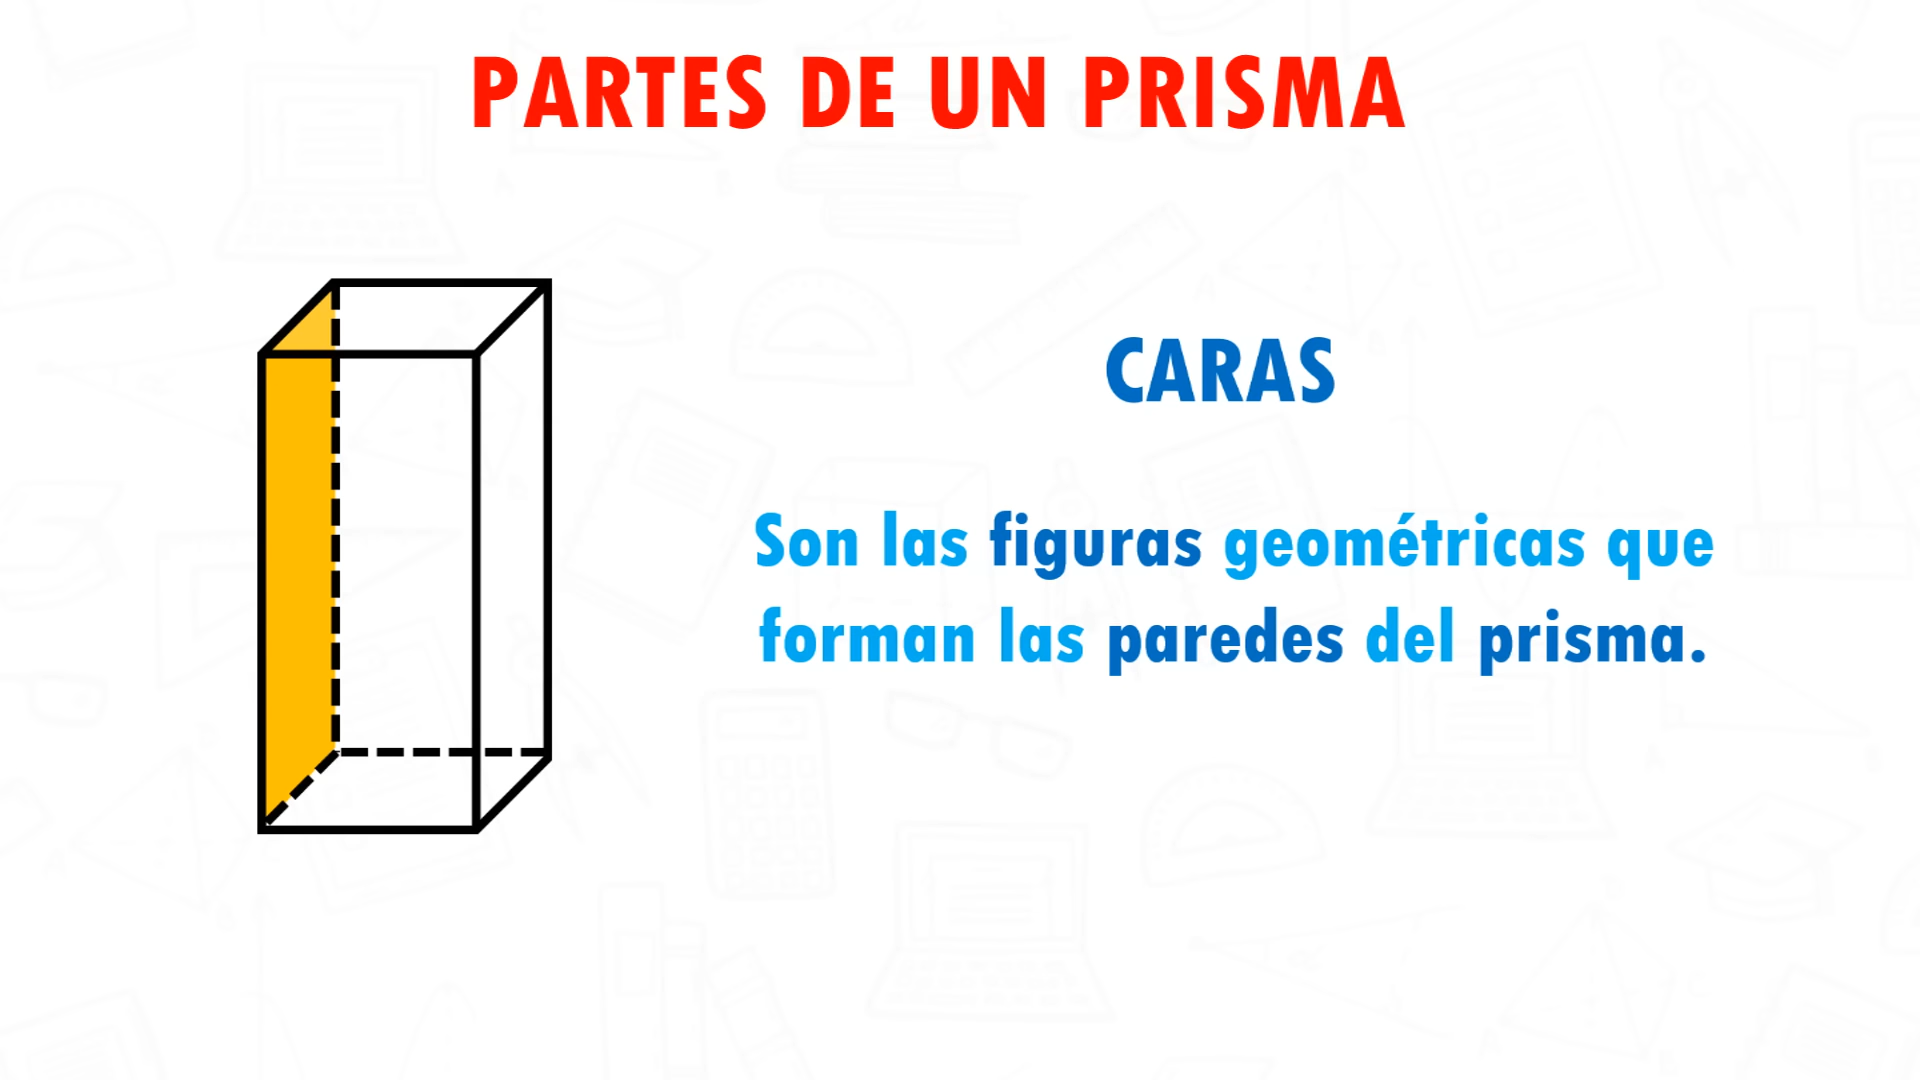 PARTES DE UN PRISMA
CARAS
Son las figuras geométricas que
forman las paredes del prisma.